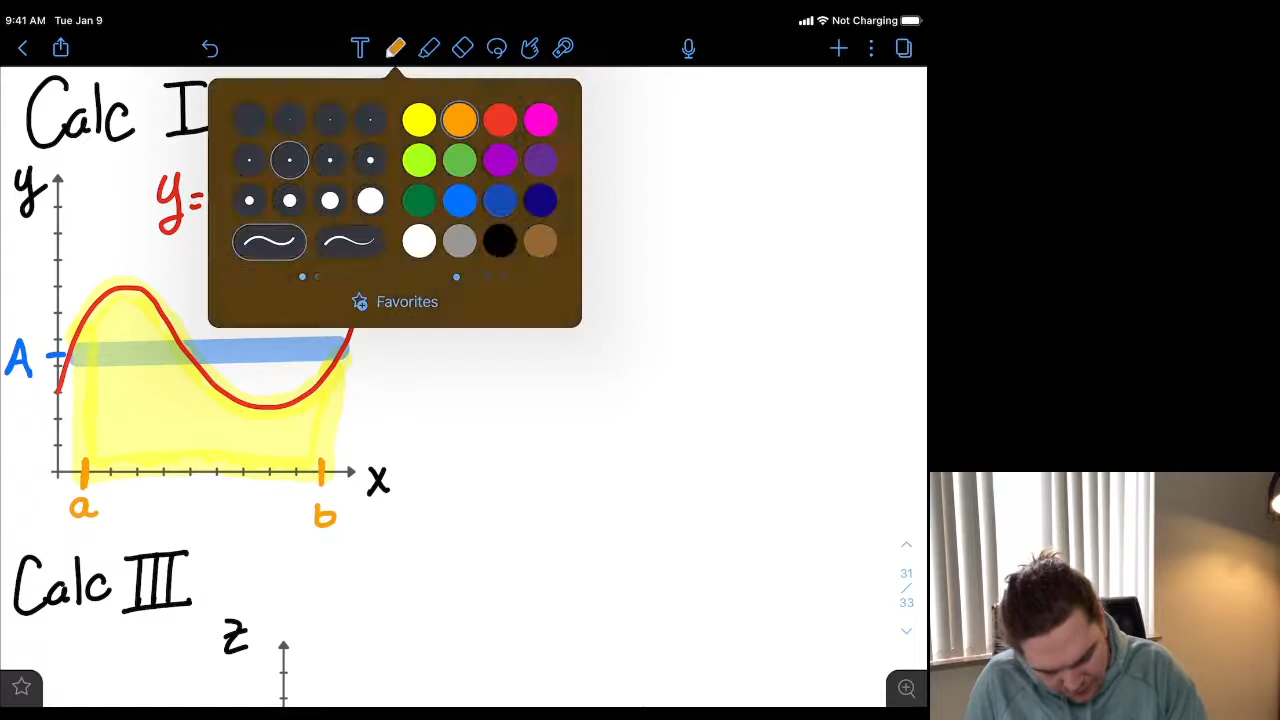 9:41 AM Tue Jan 9
Not Charging
T
Calc I
y
y=
Favorites
A
x
a
b
31
/
33
Calc III
z